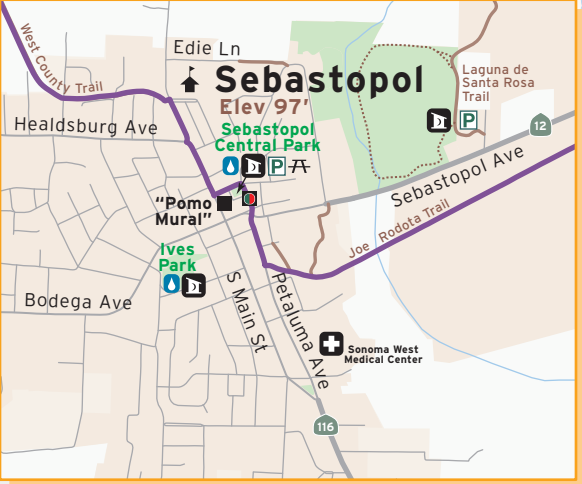 West County Trail
Edie Ln
Sebastopol
Elev 97'
Laguna de
Santa Rosa
Trail
P
12
Healdsburg Ave
Sebastopol
Central Park
P
Sebastopol Ave
"Pomo
Mural"
Joe Rodota Trail
Ives
Park
Bodega Ave
S Main St
Petaluma Ave
Sonoma West
Medical Center
116